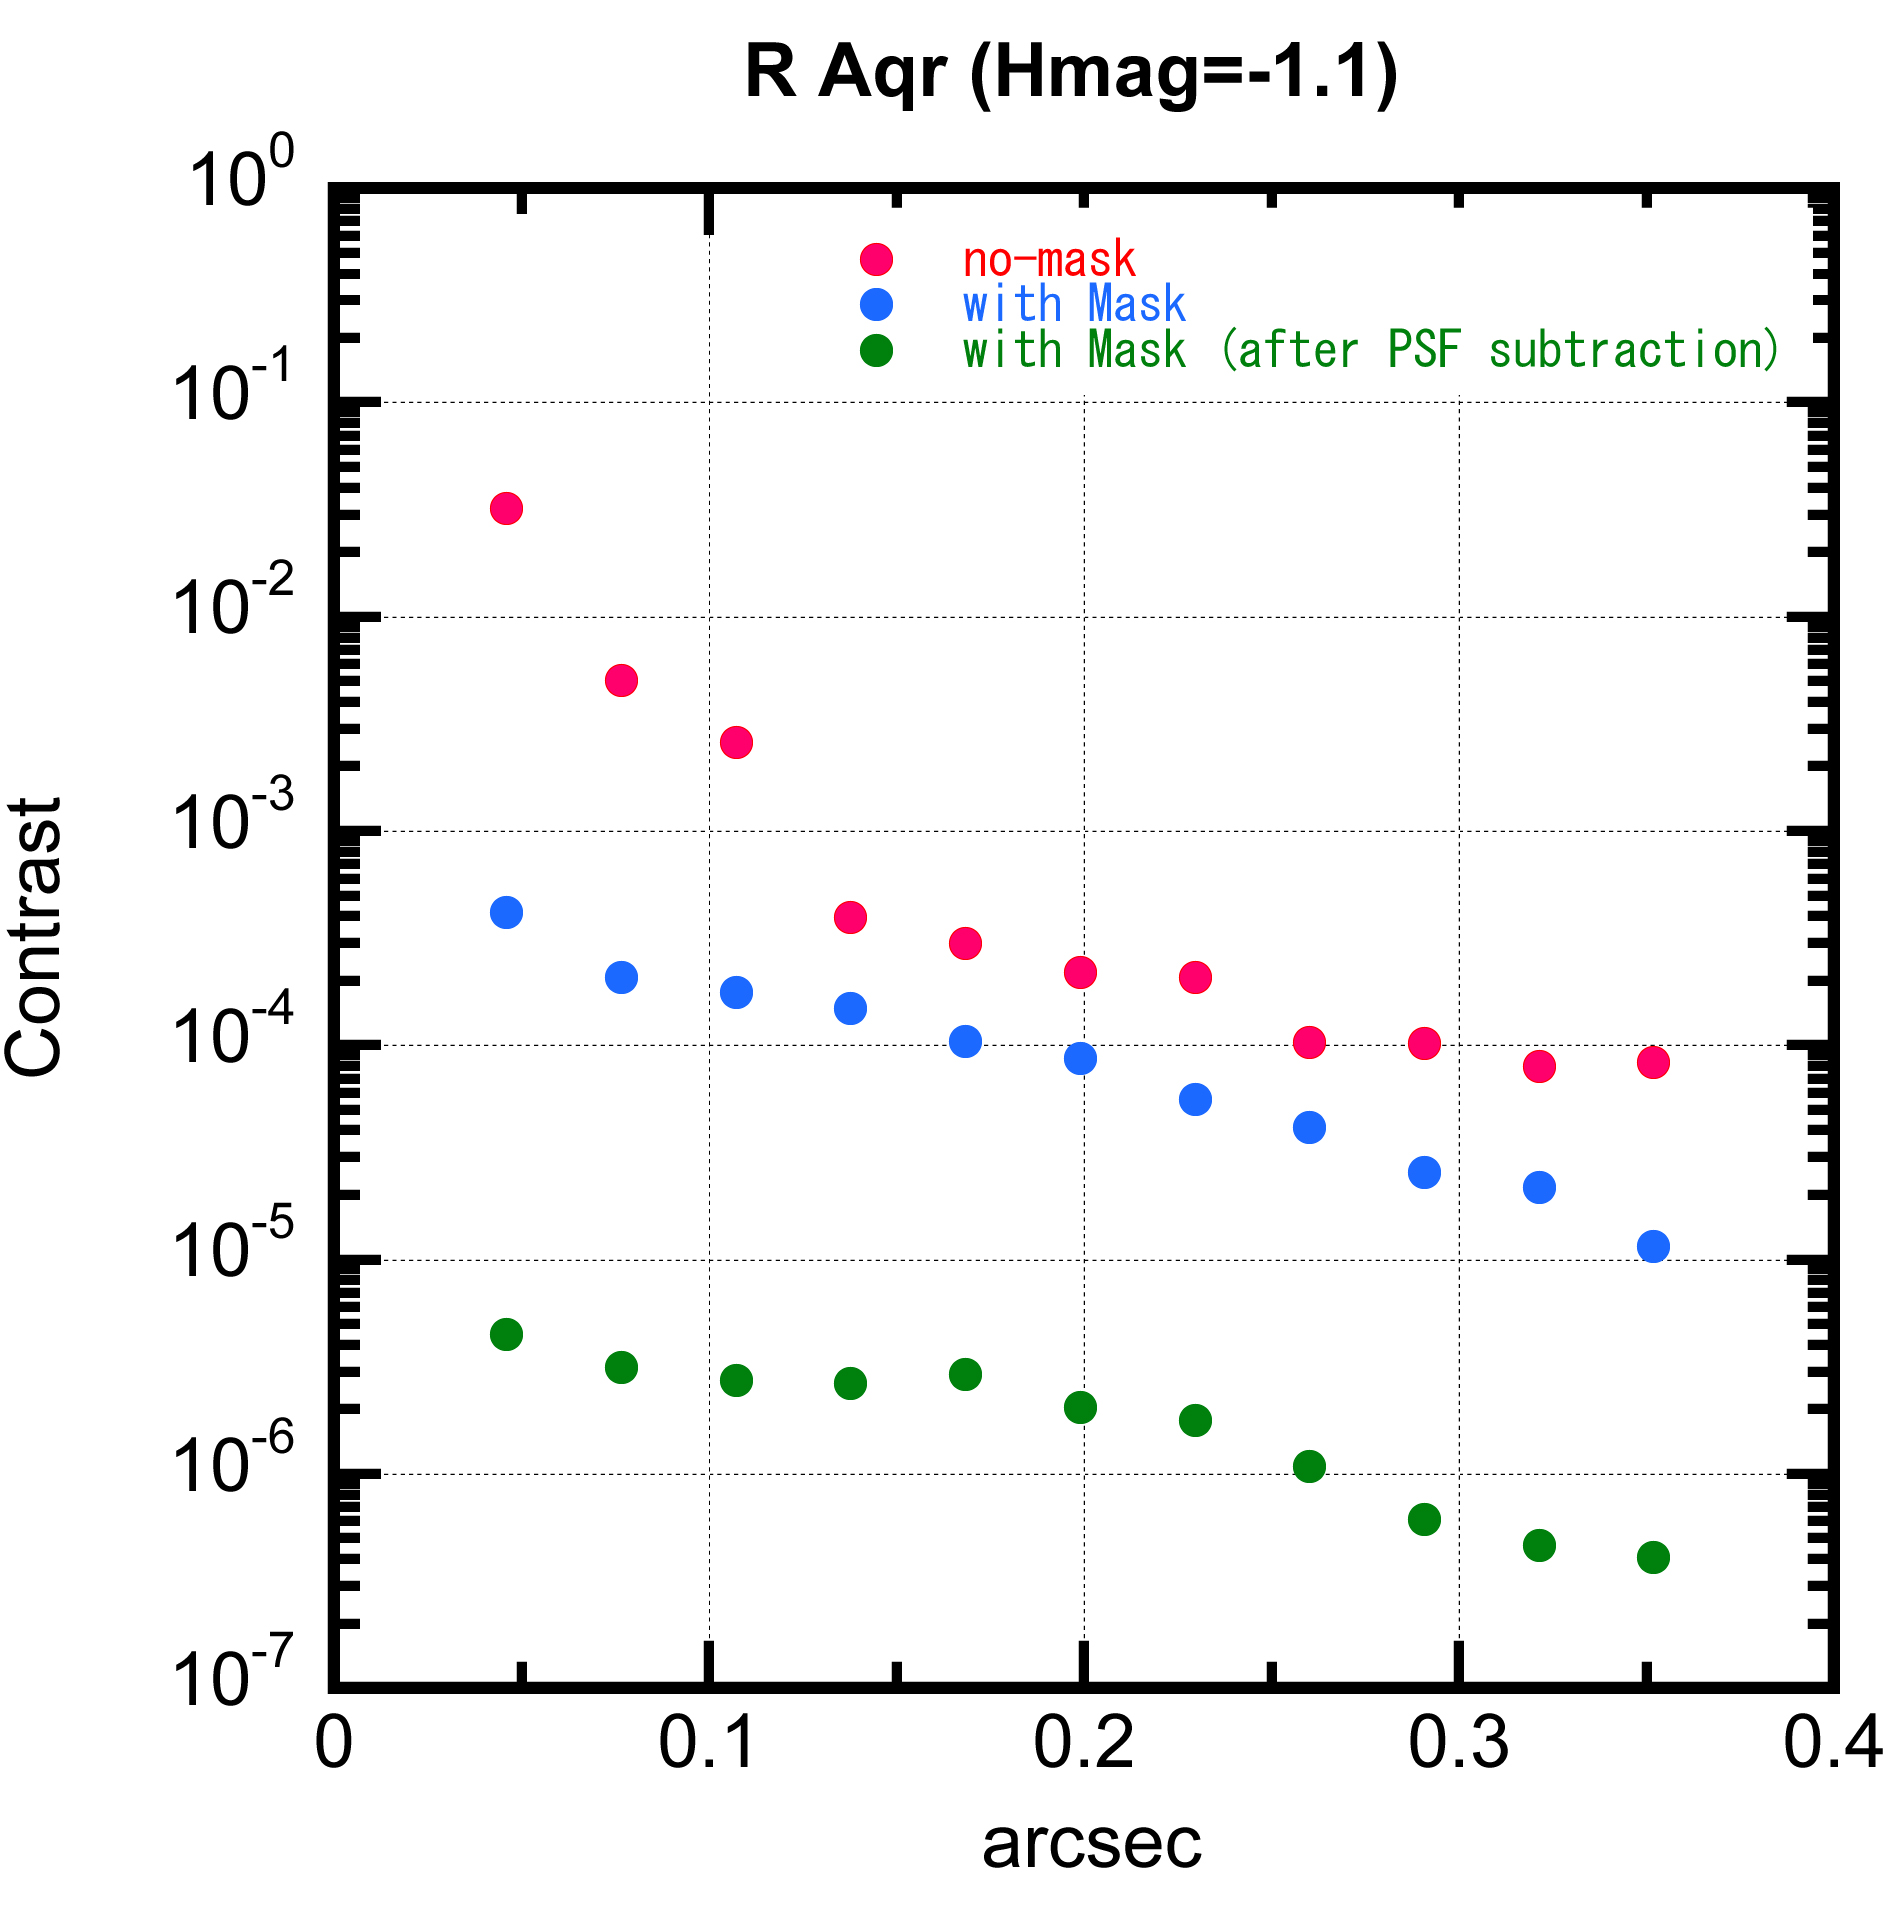 R Aqr (Hmag=-1.1)
10^0
10^-1
10^-2
10^-3
10^-4
10^-5
10^-6
10^-7
Contrast
no-mask
with Mask
with Mask (after PSF subtraction)
0 0.1 0.2 0.3 0.4
arcsec